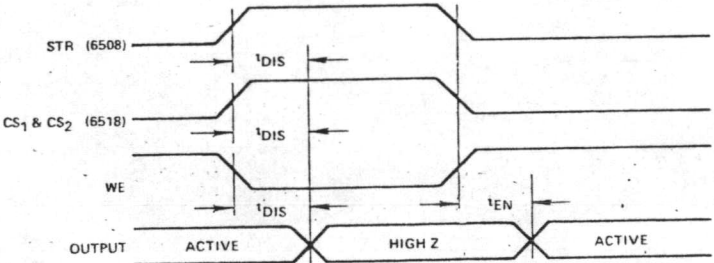 STR (6508)
tDIS
CS1 & CS2 (6518)
tDIS
WE
tDIS
tEN
OUTPUT ACTIVE HIGH Z ACTIVE